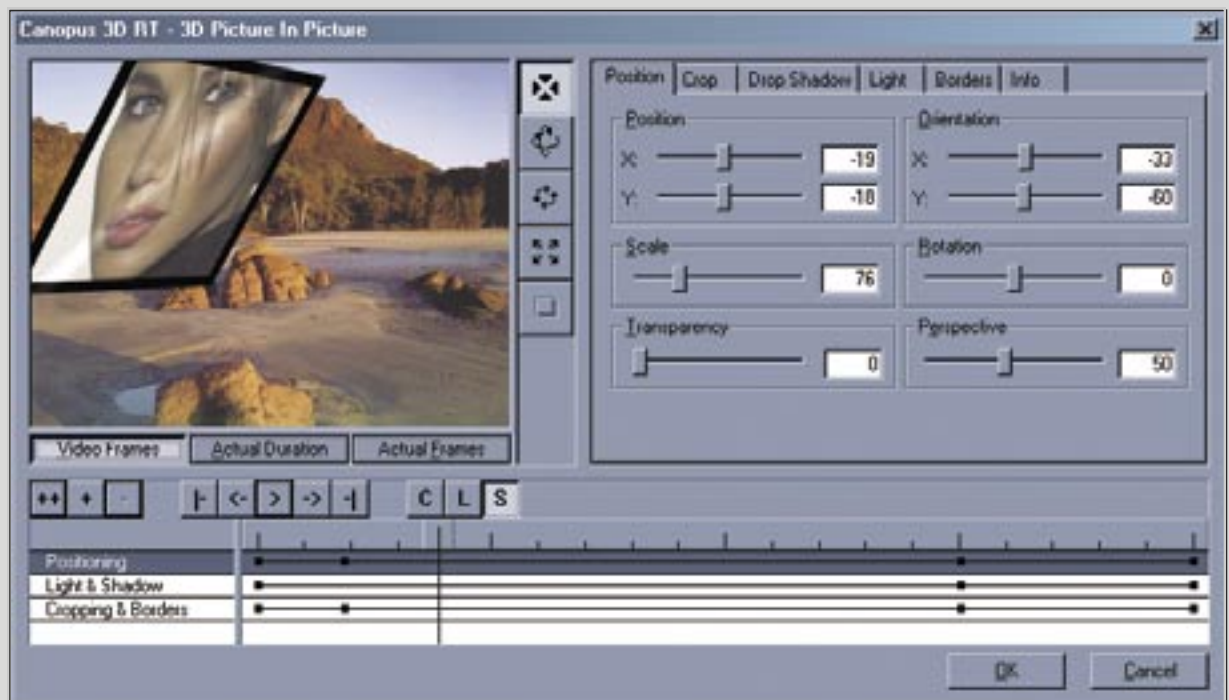 Canopus 3D RT - 3D Picture In Picture
Position Crop Drop Shadow Light Borders Info
Position
X: -19
Y: -18
Orientation
X: -33
Y: -60
Scale
76
Rotation
0
Transparency
0
Perspective
50
Video Frames Actual Duration Actual Frames
++ + - |- <- > -> -| C L S
Positioning
Light & Shadow
Cropping & Borders
OK Cancel